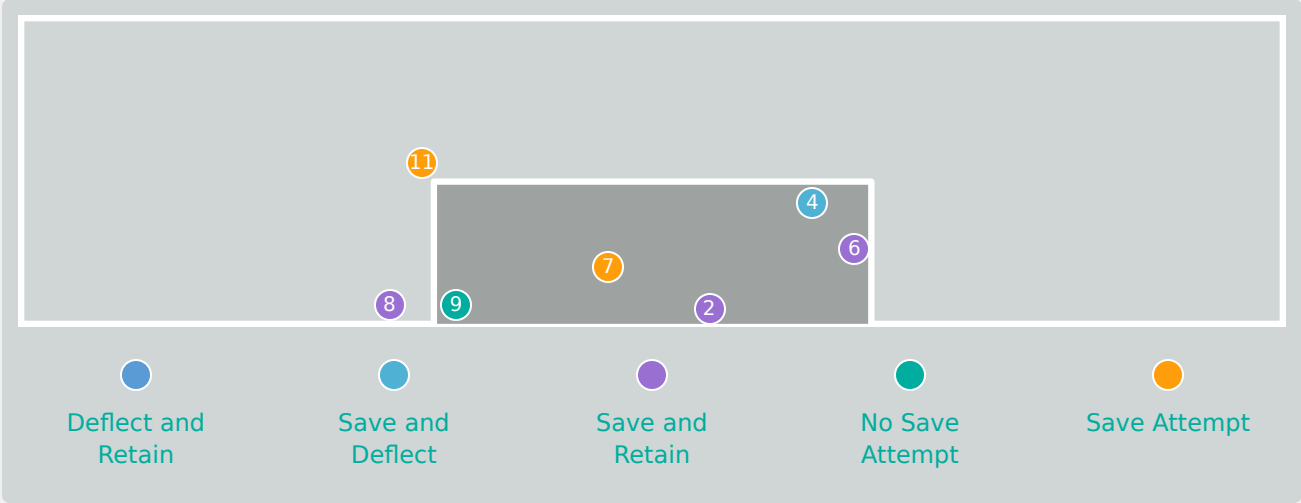 11
4
6
7
8
9
2
Deflect and
Retain
Save and
Deflect
Save and
Retain
No Save
Attempt
Save Attempt